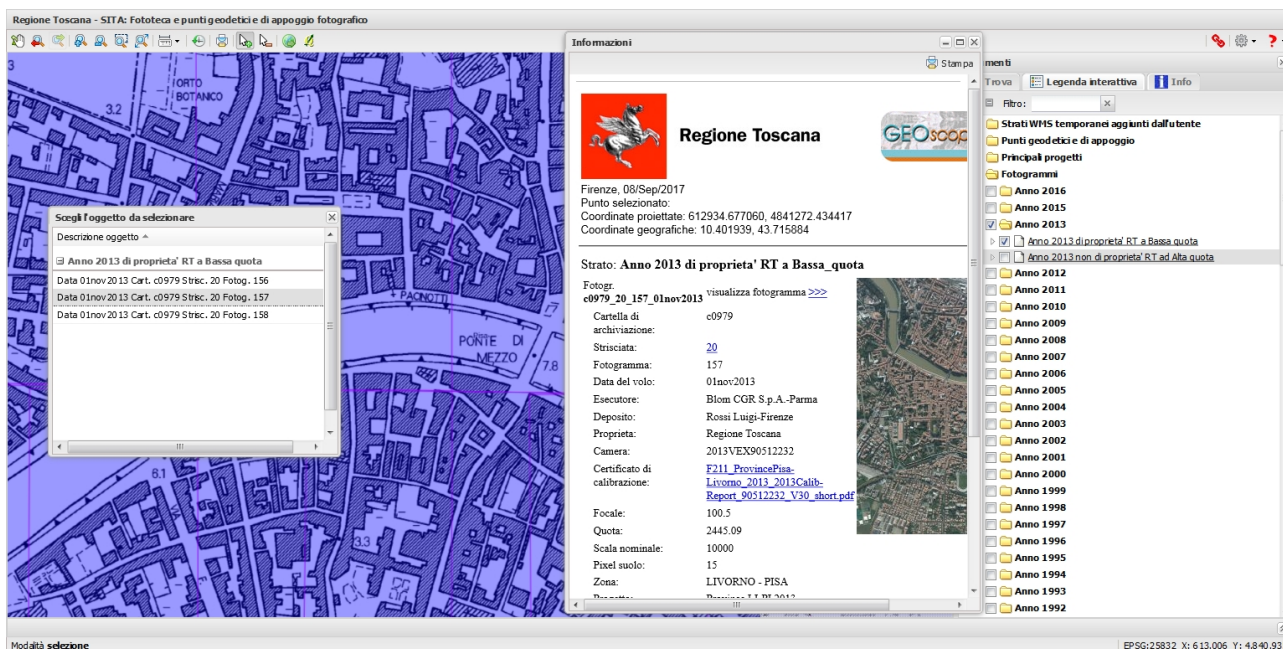 Regione Toscana - SITA: Fototeca e punti geodetici e di appoggio fotografico
3
3.2
ORTO
BOTANICO
PACINOTTI
PONTE DI
MEZZO
7.8
6.1
3.3
Scegli l'oggetto da selezionare
Descrizione oggetto
Anno 2013 di proprieta' RT a Bassa quota
Data 01nov2013 Cart. c0979 Strisc. 20 Fotog. 156
Data 01nov2013 Cart. c0979 Strisc. 20 Fotog. 157
Data 01nov2013 Cart. c0979 Strisc. 20 Fotog. 158
Informazioni
Stampa
Regione Toscana
GEOscop
Firenze, 08/Sep/2017
Punto selezionato:
Coordinate proiettate: 612934.677060, 4841272.434417
Coordinate geografiche: 10.401939, 43.715884
Strato: Anno 2013 di proprieta' RT a Bassa_quota
Fotogr.
c0979_20_157_01nov2013 visualizza fotogramma >>>
Cartella di archiviazione: c0979
Strisciata: 20
Fotogramma: 157
Data del volo: 01nov2013
Esecutore: Blom CGR S.p.A.-Parma
Deposito: Rossi Luigi-Firenze
Proprieta: Regione Toscana
Camera: 2013VEX90512232
Certificato di calibrazione: F211_ProvincePisa-
Livorno_2013_2013Calib-
Report_90512232_V30_short.pdf
Focale: 100.5
Quota: 2445.09
Scala nominale: 10000
Pixel suolo: 15
Zona: LIVORNO - PISA
menti
Trova Legenda interattiva Info
Filtro:
Strati WMS temporanei aggiunti dall'utente
Punti geodetici e di appoggio
Principali progetti
Fotogrammi
Anno 2016
Anno 2015
Anno 2013
Anno 2013 di proprieta' RT a Bassa quota
Anno 2013 non di proprieta' RT ad Alta quota
Anno 2012
Anno 2011
Anno 2010
Anno 2009
Anno 2008
Anno 2007
Anno 2006
Anno 2005
Anno 2004
Anno 2003
Anno 2002
Anno 2001
Anno 2000
Anno 1999
Anno 1998
Anno 1997
Anno 1996
Anno 1995
Anno 1994
Anno 1993
Anno 1992
Modalità selezione
EPSG:25832 X: 613.006 Y: 4.840.93